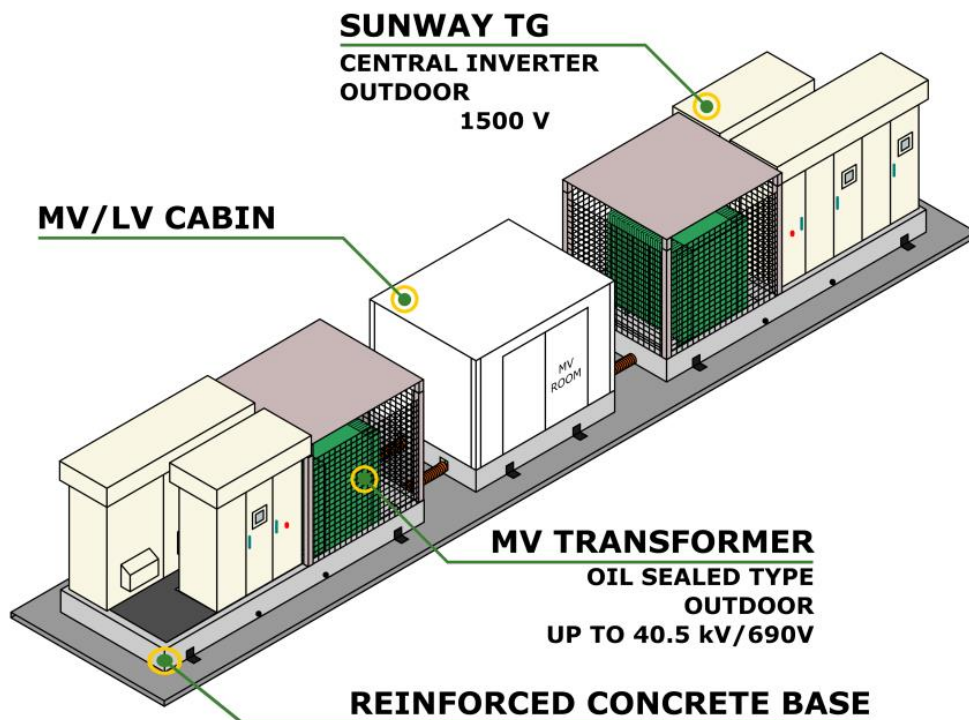 SUNWAY TG
CENTRAL INVERTER
OUTDOOR
1500 V
MV/LV CABIN
MV
ROOM
MV TRANSFORMER
OIL SEALED TYPE
OUTDOOR
UP TO 40.5 kV/690V
REINFORCED CONCRETE BASE